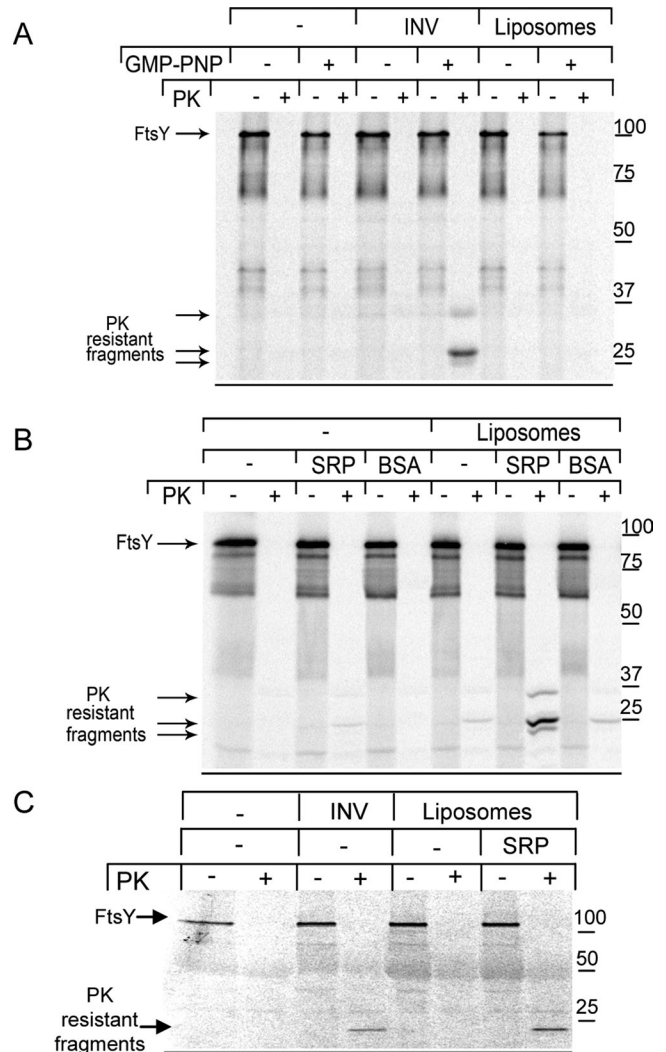 A
- INV Liposomes
GMP-PNP - + - + - +
PK - + - + - + - + - + - +
FtsY
100
75
50
37
PK
resistant
fragments
25
B
- Liposomes
- SRP BSA - SRP BSA
PK - + - + - + - + - + - +
FtsY
100
75
50
37
PK
resistant
fragments
25
C
- INV Liposomes
- - - SRP
PK - + - + - + - +
FtsY
100
50
25
PK
resistant
fragments